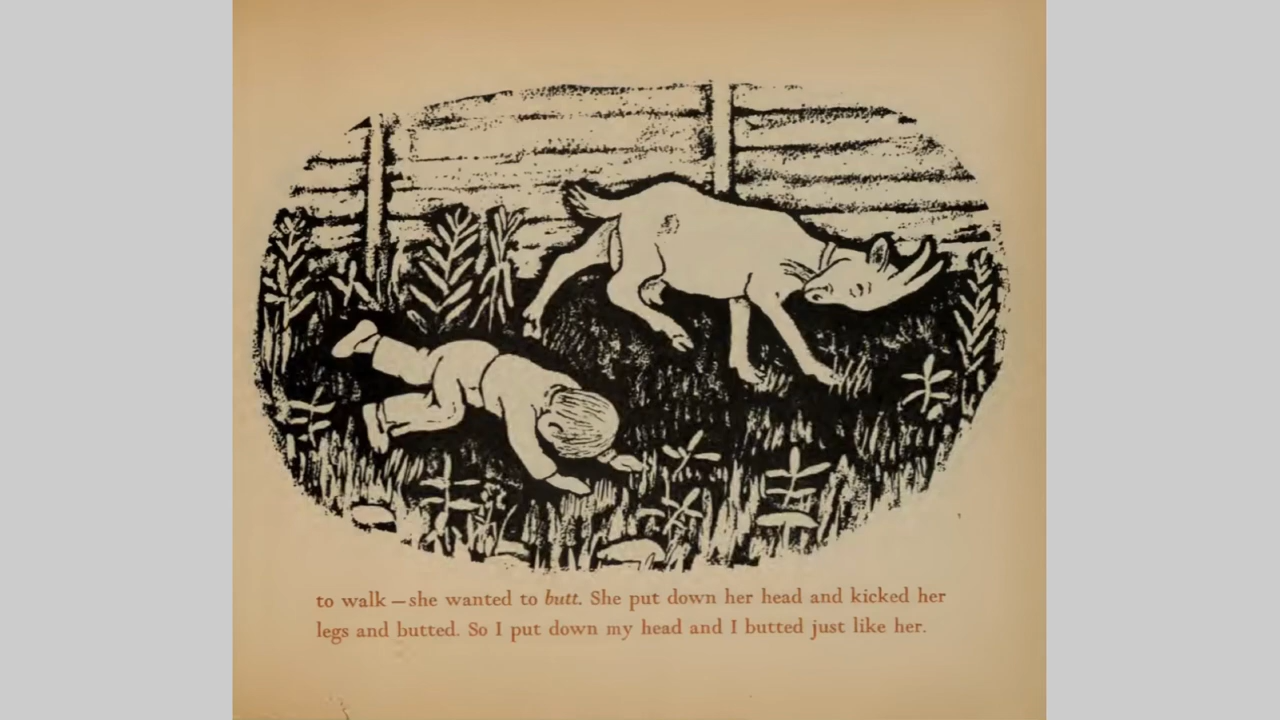 to walk—she wanted to butt. She put down her head and kicked her
legs and butted. So I put down my head and I butted just like her.